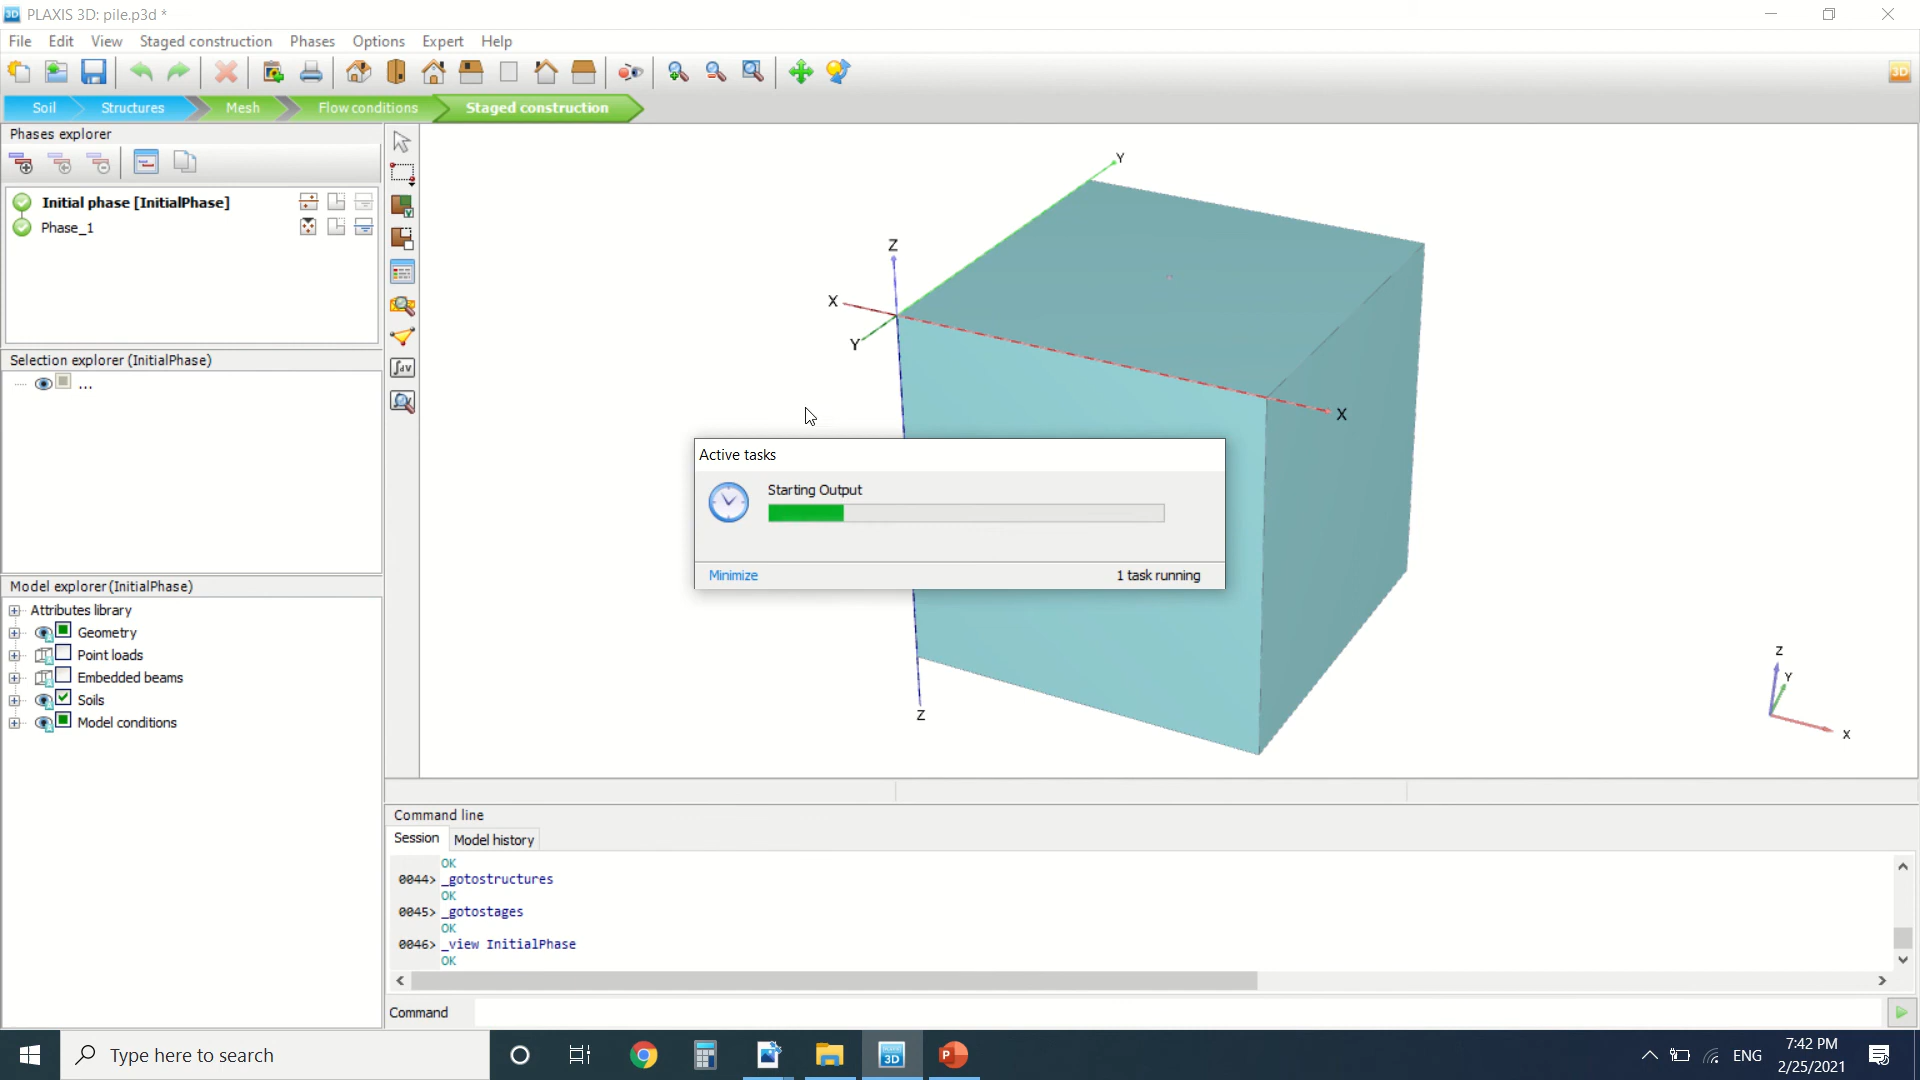 PLAXIS 3D: pile.p3d *
File Edit View Staged construction Phases Options Expert Help
3D
Soil Structures Mesh Flow conditions Staged construction
Phases explorer
Initial phase [InitialPhase]
Phase_1
Selection explorer (InitialPhase)
...
Model explorer (InitialPhase)
Attributes library
Geometry
Point loads
Embedded beams
Soils
Model conditions
Y
Z
X
Y
X
Z
Active tasks
Starting Output
Minimize 1 task running
Z
Y
X
Command line
Session Model history
OK
0044> _gotostructures
OK
0045> _gotostages
OK
0046> _view InitialPhase
OK
Command
Type here to search
3D
P
ENG
7:42 PM
2/25/2021